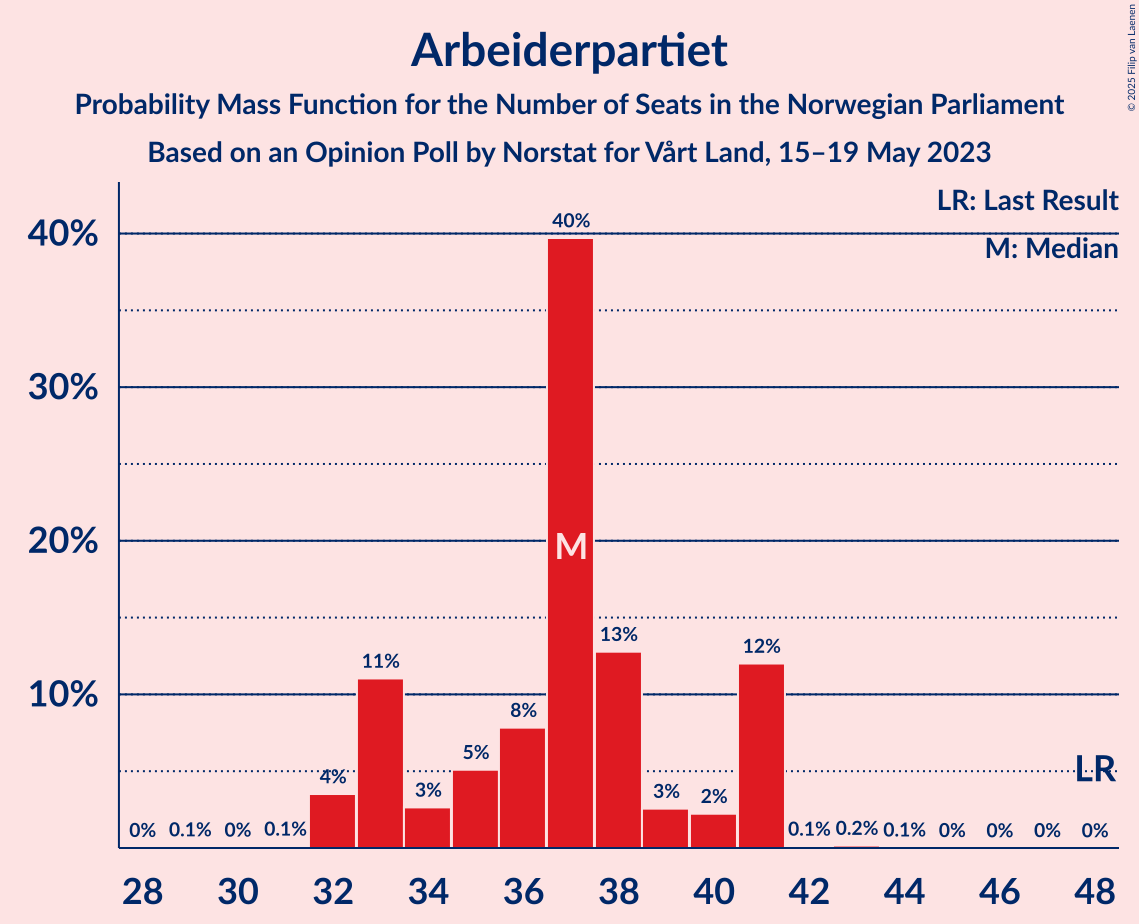 Arbeiderpartiet
Probability Mass Function for the Number of Seats in the Norwegian Parliament
Based on an Opinion Poll by Norstat for Vårt Land, 15–19 May 2023
© 2025 Filip van Laenen
LR: Last Result
M: Median
40%
30%
20%
10%
0% 0.1% 0% 0.1% 4% 11% 3% 5% 8% 40% 13% 3% 2% 12% 0.1% 0.2% 0.1% 0% 0% 0% 0%
M
LR
28 30 32 34 36 38 40 42 44 46 48